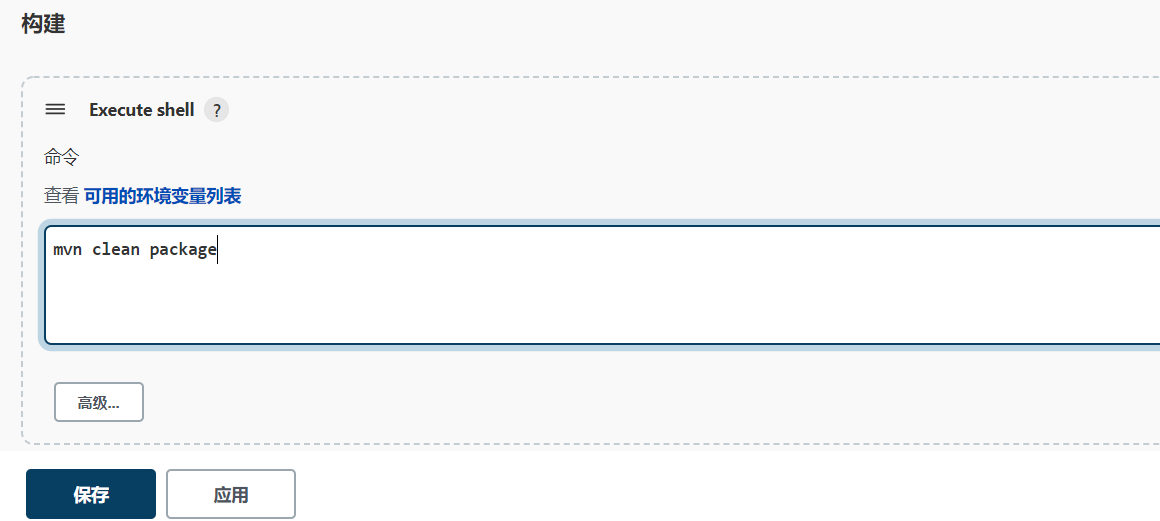 构建
Execute shell ?
命令
查看 可用的环境变量列表
mvn clean package
高级...
保存 应用